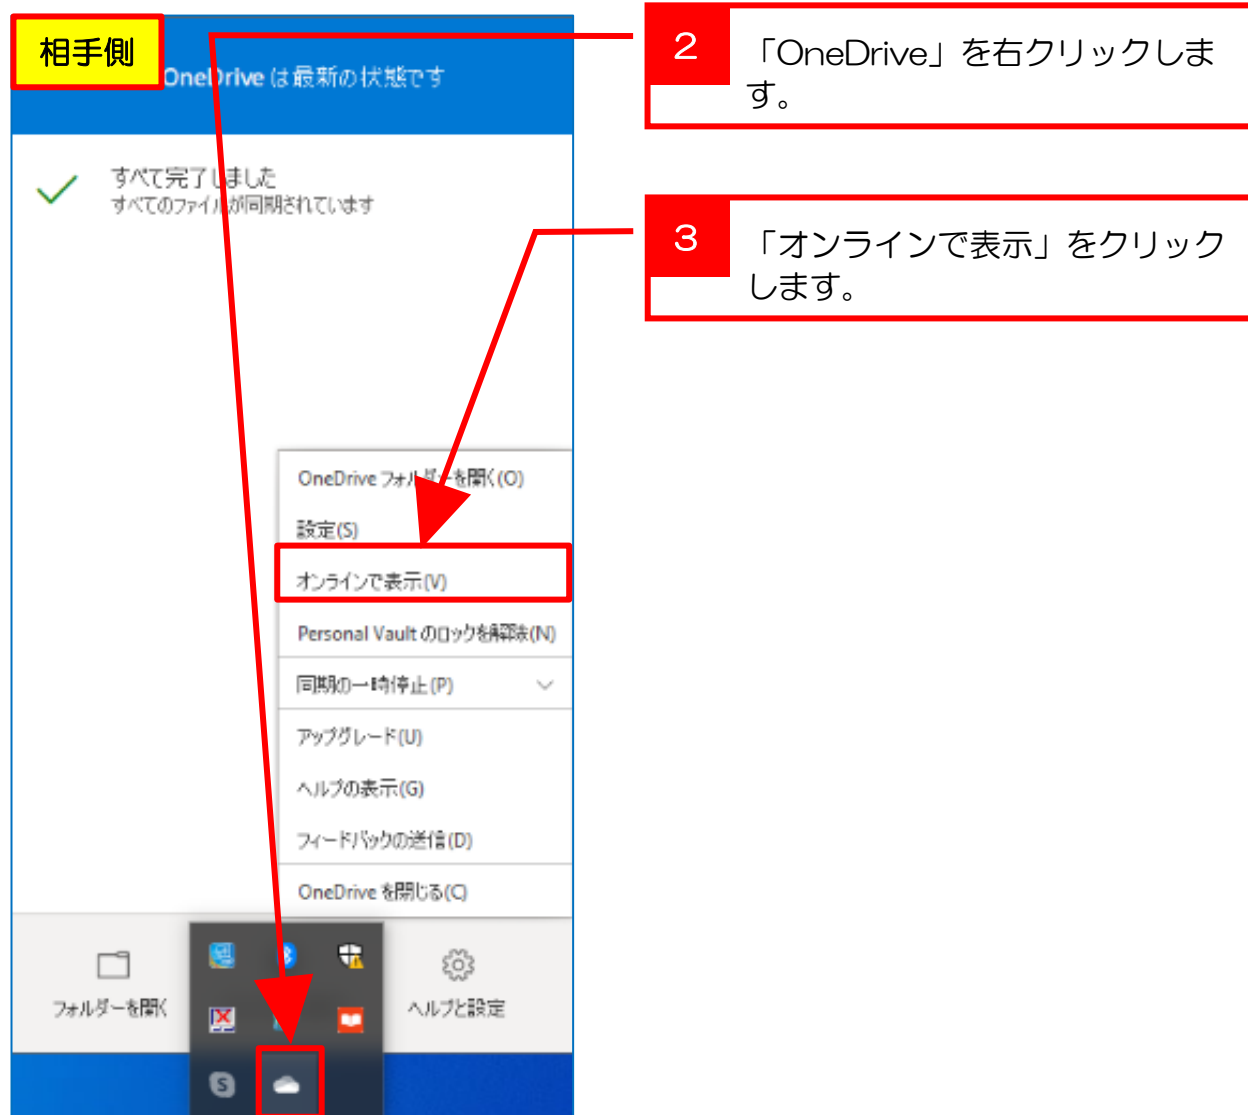 相手側
OneDrive は最新の状態です
すべて完了しました
すべてのファイルが同期されています
2
「OneDrive」を右クリックしま
す。
3
「オンラインで表示」をクリック
します。
OneDrive フォルダーを開く(O)
設定(S)
オンラインで表示(V)
Personal Vault のロックを解除(N)
同期の一時停止(P)
アップグレード(U)
ヘルプの表示(G)
フィードバックの送信(D)
OneDrive を閉じる(C)
フォルダーを開く
ヘルプと設定